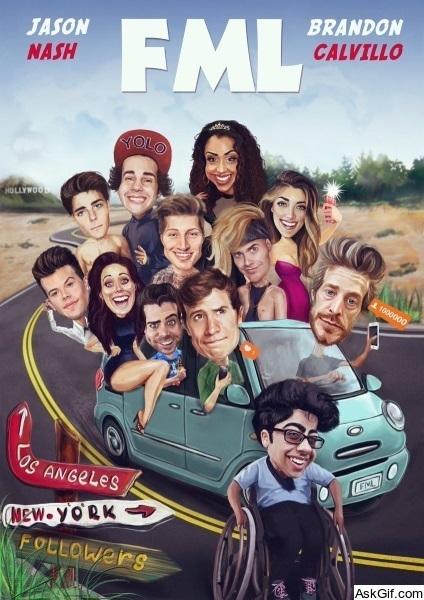 JASON
NASH
FML
BRANDON
CALVILLO
YOLO
HOLLYWOOD
1000000
FML
LOS ANGELES
NEW-YORK
FOLLOWERS
AskGif.com